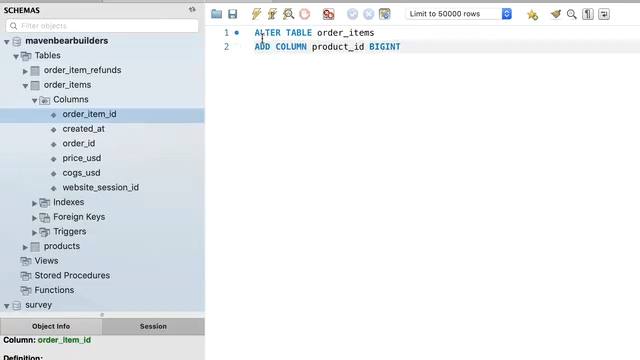 SCHEMAS
Filter objects
mavenbearbuilders
Tables
order_item_refunds
order_items
Columns
order_item_id
created_at
order_id
price_usd
cogs_usd
website_session_id
Indexes
Foreign Keys
Triggers
products
Views
Stored Procedures
Functions
survey
Object Info Session
Column: order_item_id
Definition:
Limit to 50000 rows
1 ALTER TABLE order_items
2 ADD COLUMN product_id BIGINT